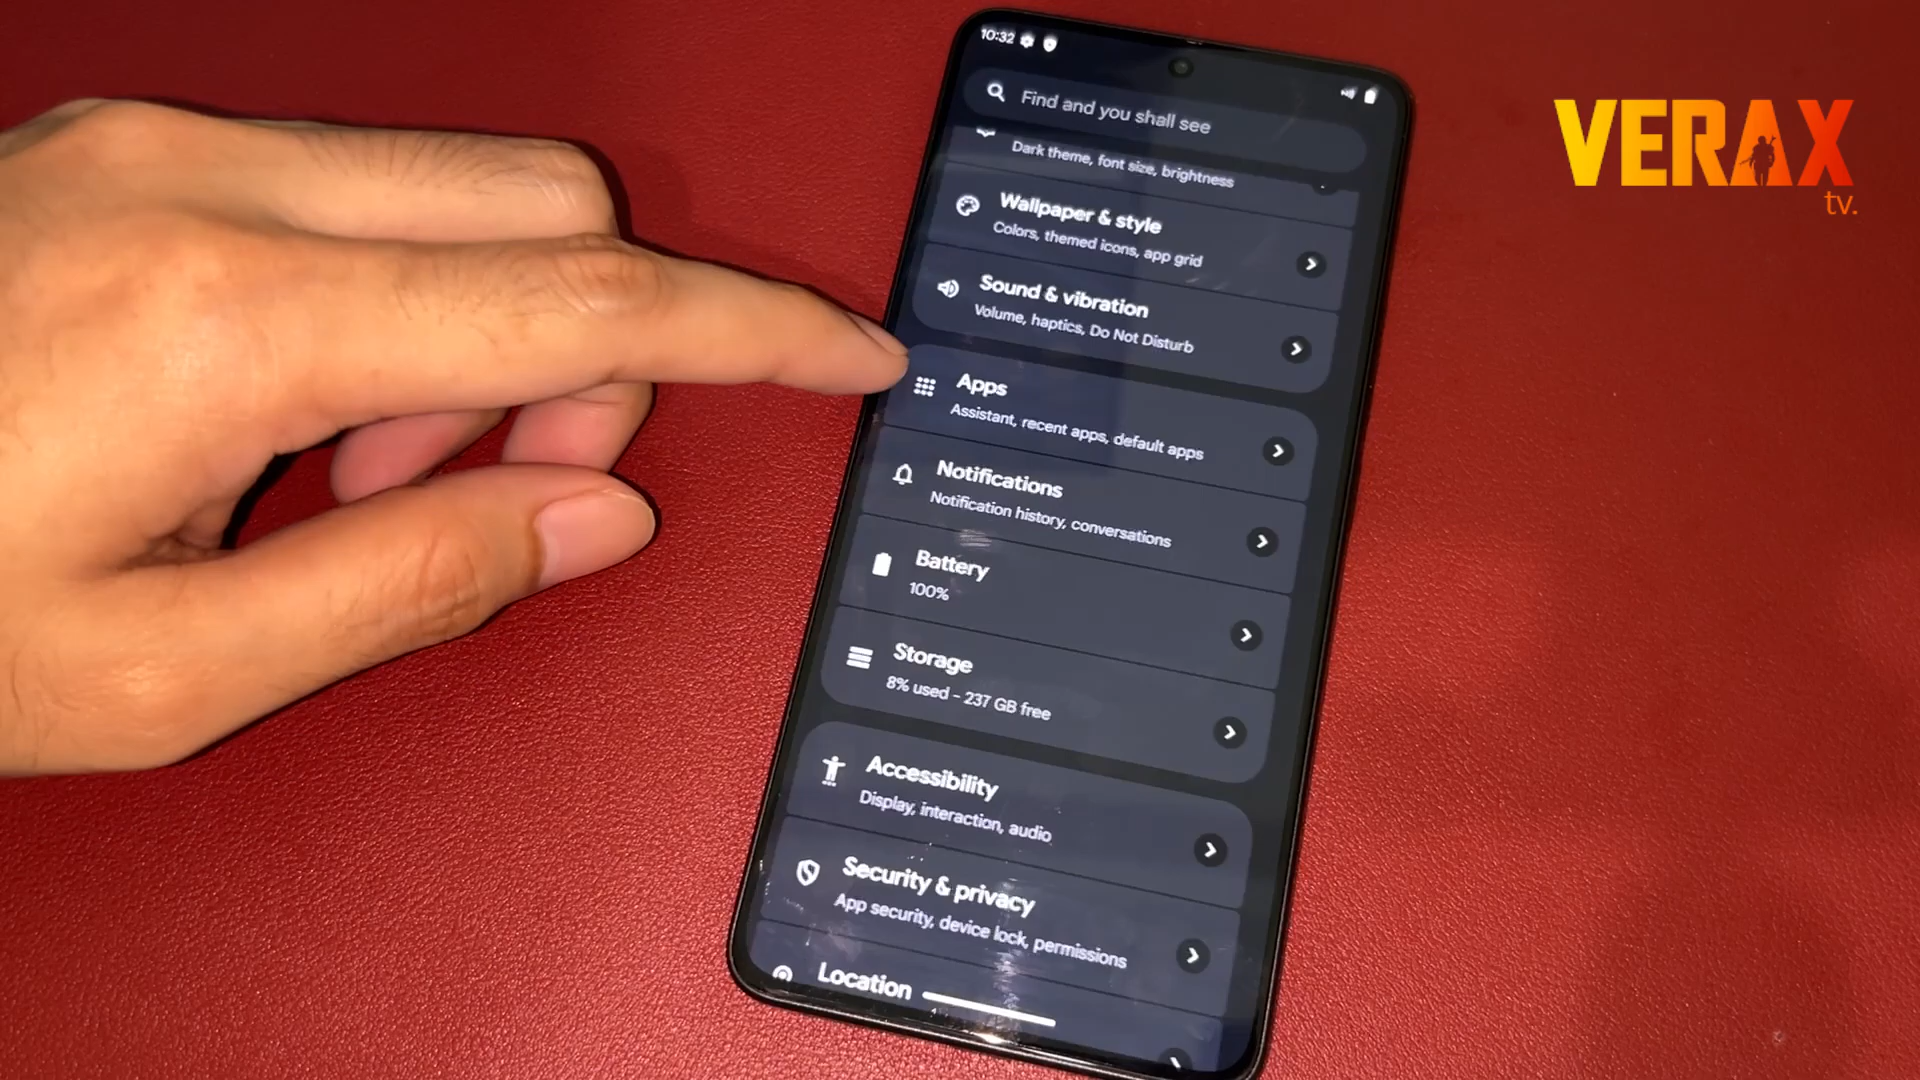 10:32
Find and you shall see
Dark theme, font size, brightness
Wallpaper & style
Colors, themed icons, app grid
Sound & vibration
Volume, haptics, Do Not Disturb
Apps
Assistant, recent apps, default apps
Notifications
Notification history, conversations
Battery
100%
Storage
8% used - 237 GB free
Accessibility
Display, interaction, audio
Security & privacy
App security, device lock, permissions
Location
VERAX
tv.